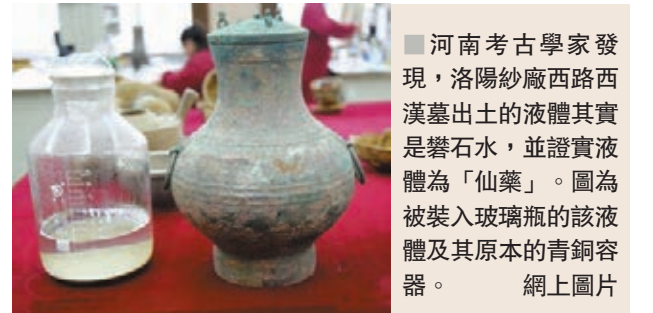 ■河南考古學家發
現，洛陽紗廠西路西
漢墓出土的液體其實
是礬石水，並證實液
體為「仙藥」。圖為
被裝入玻璃瓶的該液
體及其原本的青銅容
器。 網上圖片